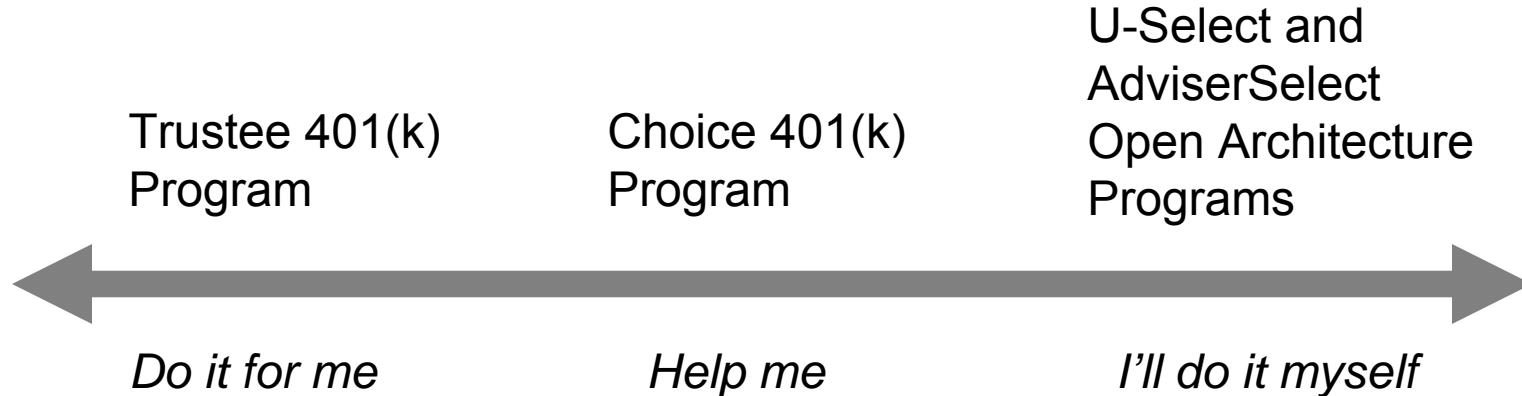 Trustee 401(k)
Program
Choice 401(k)
Program
U-Select and
AdviserSelect
Open Architecture
Programs
Do it for me
Help me
I’ll do it myself